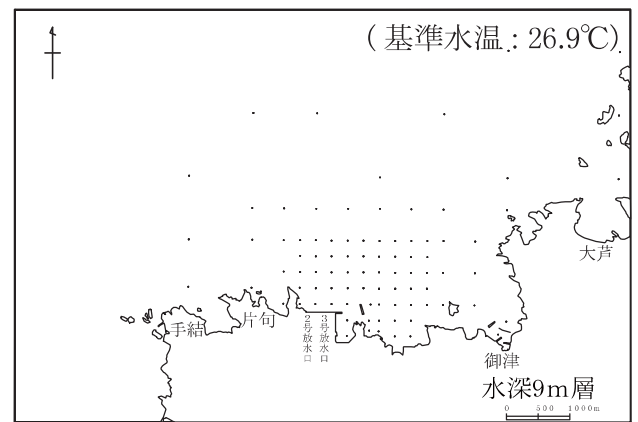 (基準水温：26.9℃)
大芦
手結
片句
2号放水口
3号放水口
御津
水深9m層
0 500 1000m